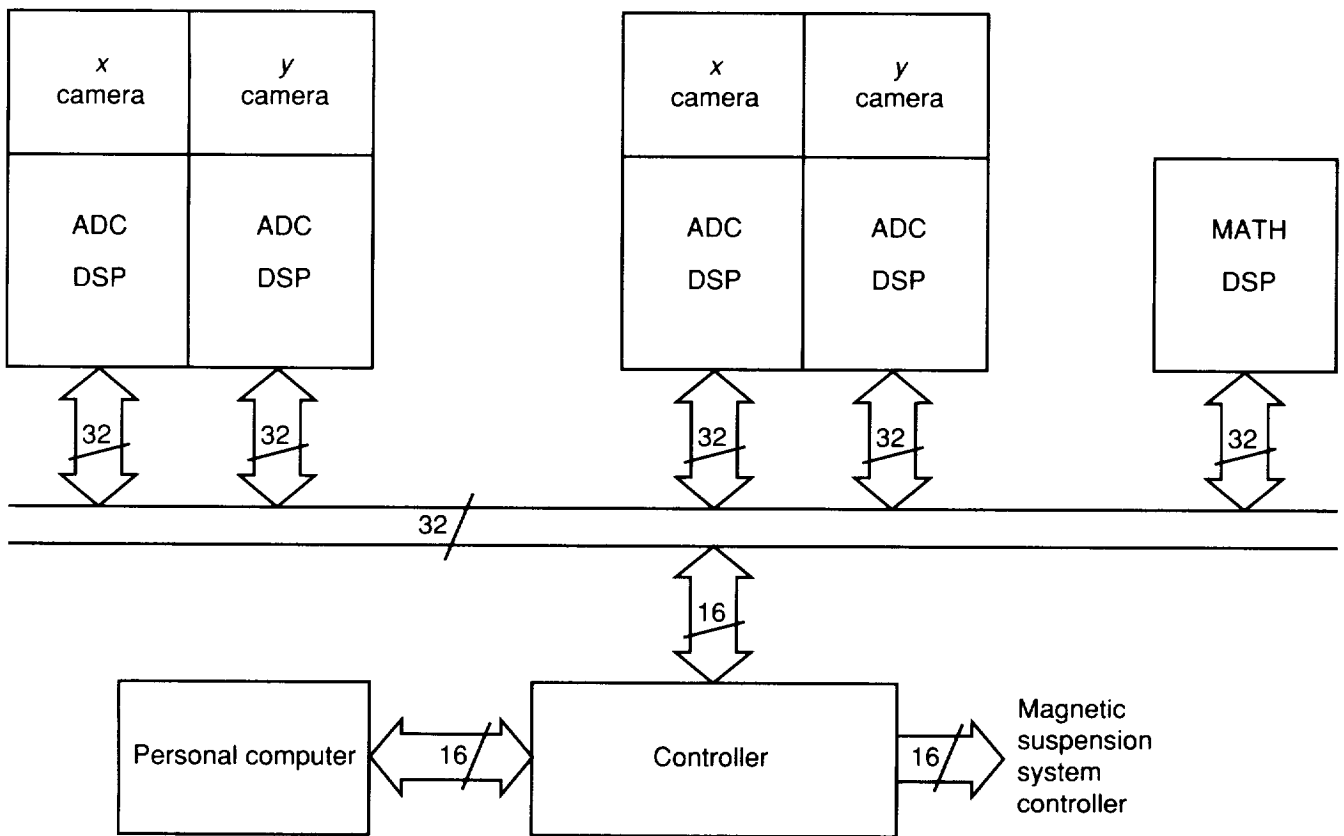 x
camera
y
camera
x
camera
y
camera
ADC
DSP
ADC
DSP
ADC
DSP
ADC
DSP
MATH
DSP
32
32
32
32
32
32
16
Personal computer
16
Controller
16
Magnetic
suspension
system
controller